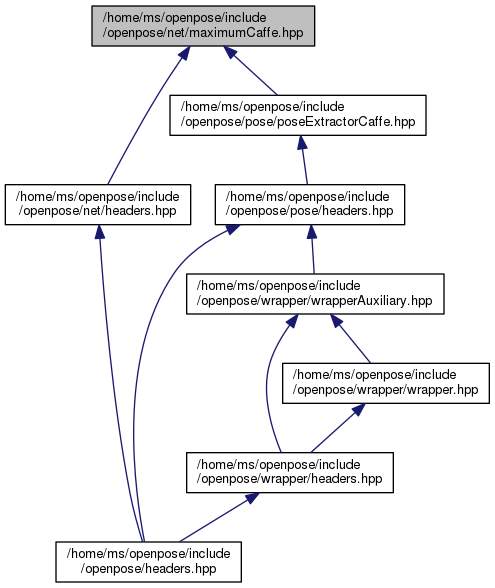 /home/ms/openpose/include
/openpose/net/maximumCaffe.hpp
/home/ms/openpose/include
/openpose/pose/poseExtractorCaffe.hpp
/home/ms/openpose/include
/openpose/net/headers.hpp
/home/ms/openpose/include
/openpose/pose/headers.hpp
/home/ms/openpose/include
/openpose/wrapper/wrapperAuxiliary.hpp
/home/ms/openpose/include
/openpose/wrapper/wrapper.hpp
/home/ms/openpose/include
/openpose/wrapper/headers.hpp
/home/ms/openpose/include
/openpose/headers.hpp